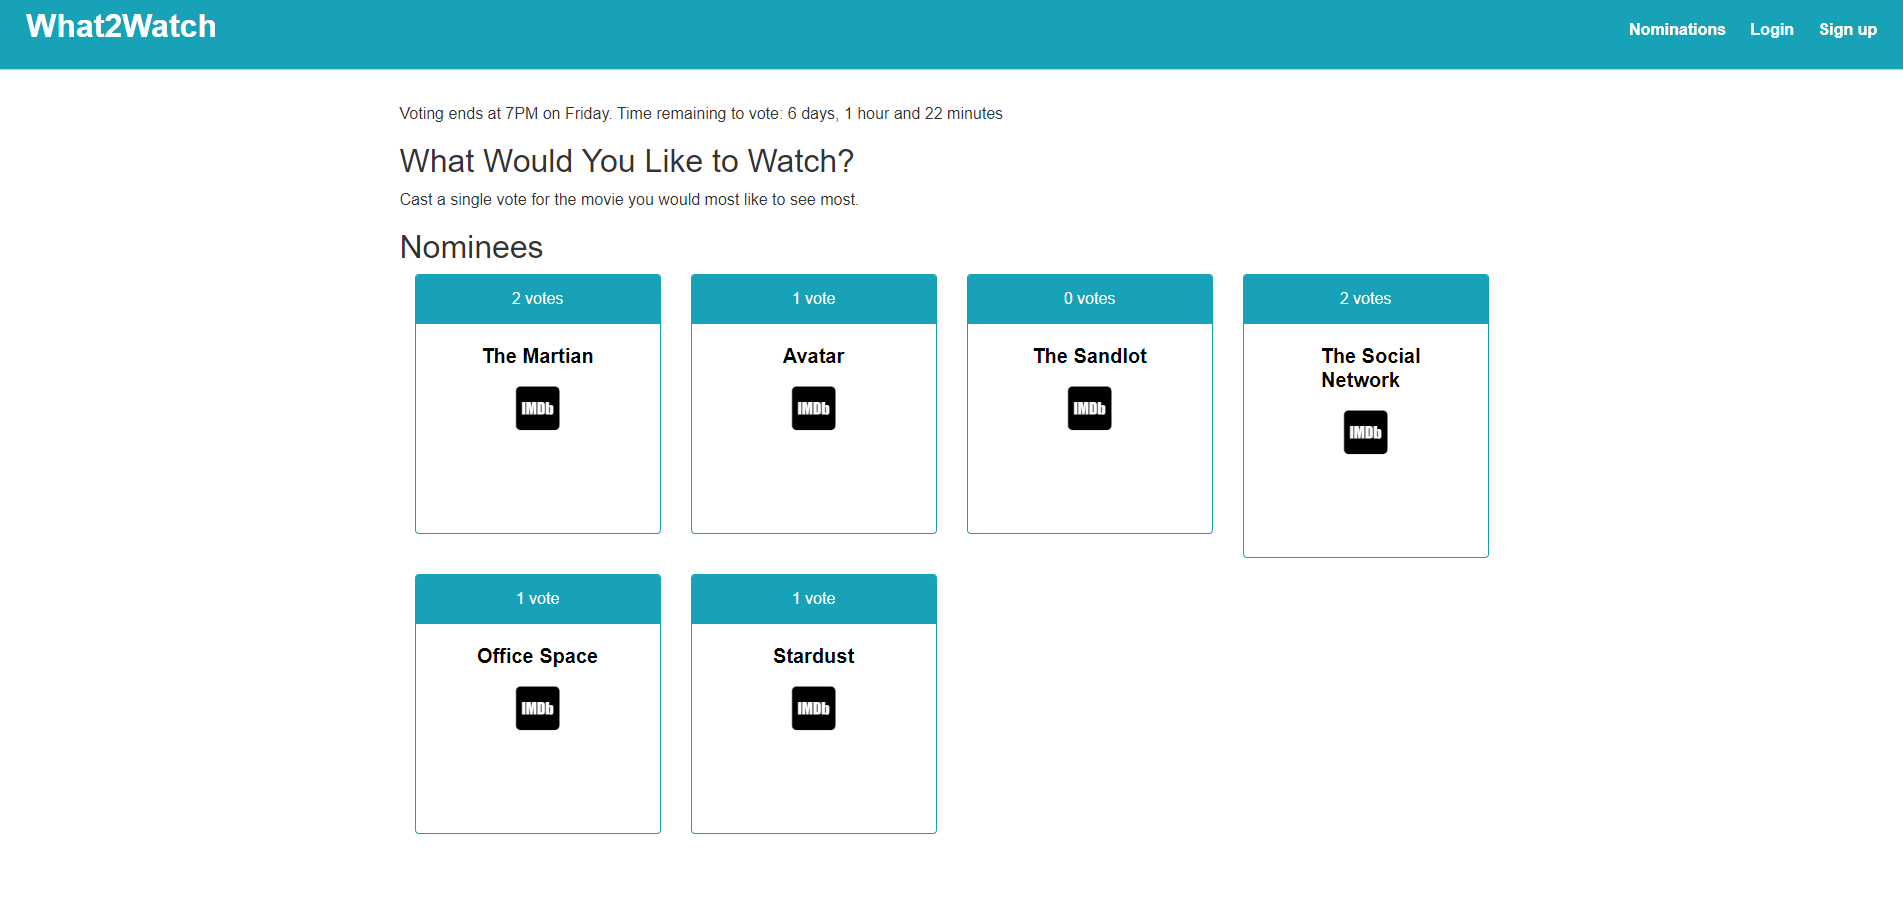 What2Watch
Nominations Login Sign up
Voting ends at 7PM on Friday. Time remaining to vote: 6 days, 1 hour and 22 minutes
What Would You Like to Watch?
Cast a single vote for the movie you would most like to see most.
Nominees
2 votes
The Martian
IMDb
1 vote
Avatar
IMDb
0 votes
The Sandlot
IMDb
2 votes
The Social
Network
IMDb
1 vote
Office Space
IMDb
1 vote
Stardust
IMDb